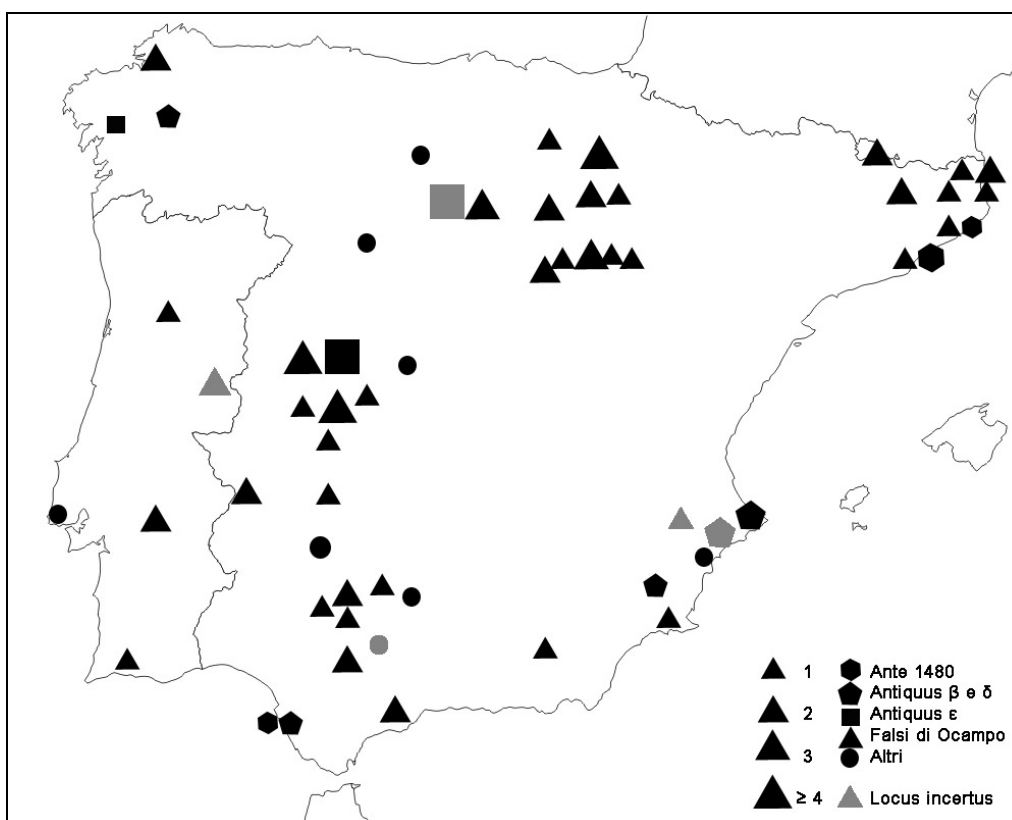 1
Ante 1480
Antiquus β e δ
2
Antiquus ε
Falsi di Ocampo
3
Altri
≥ 4
Locus incertus